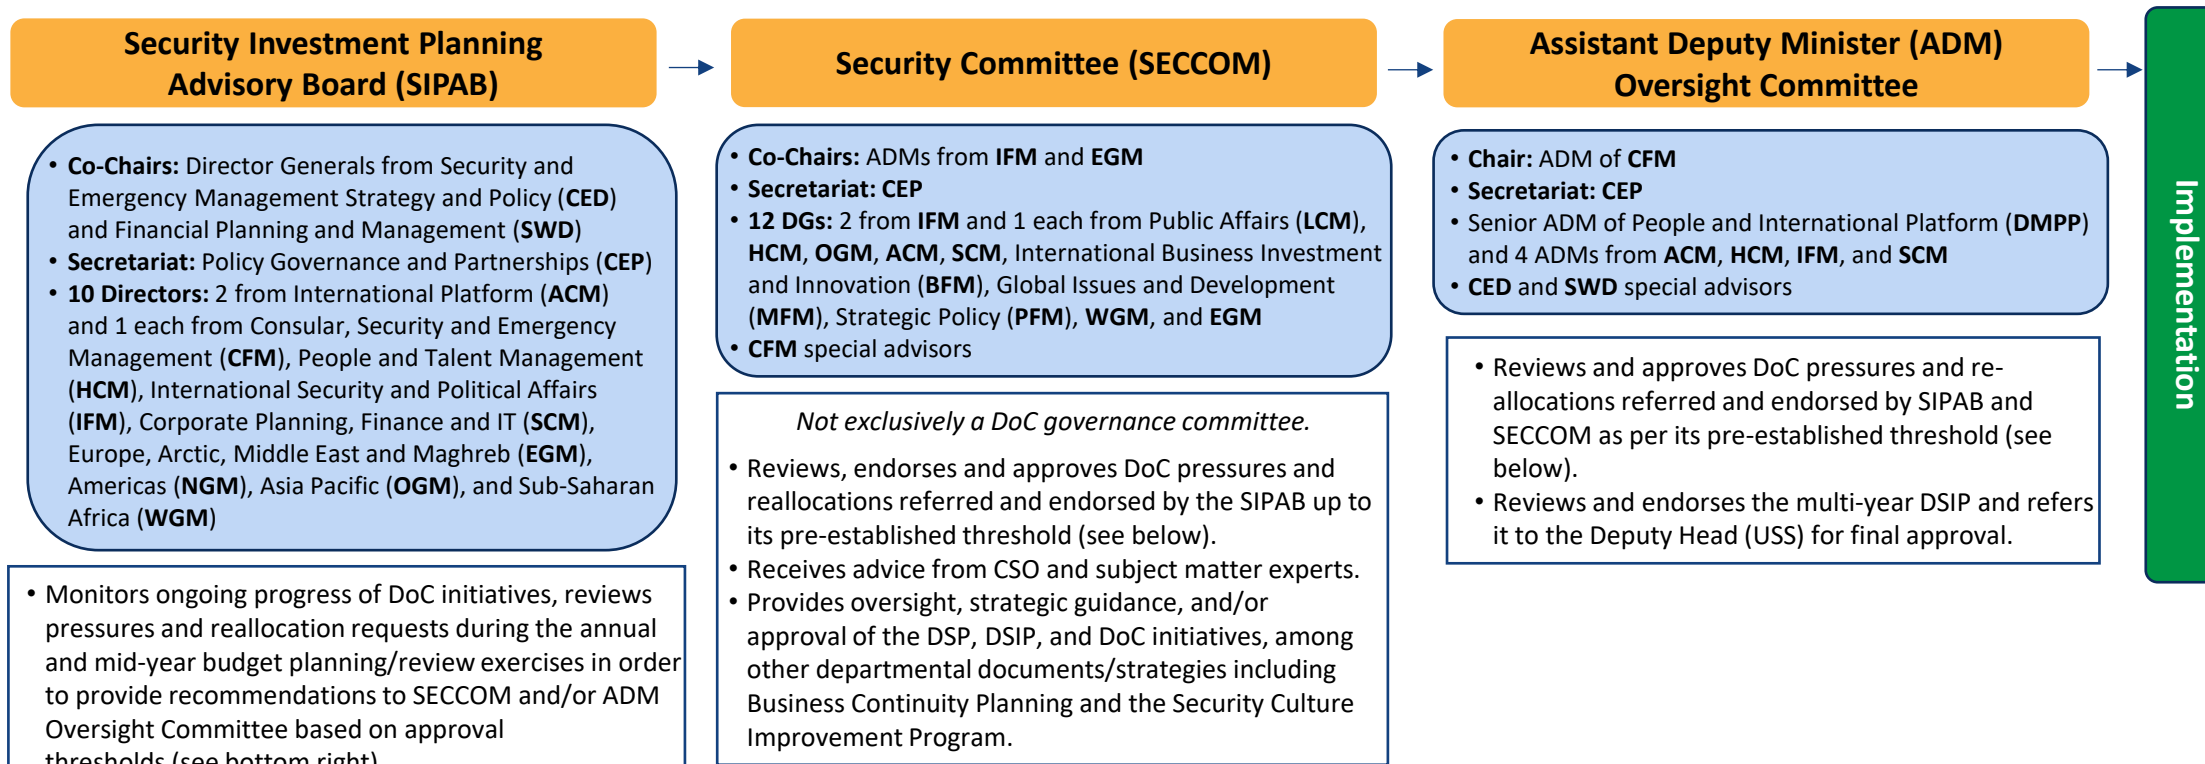 Security Investment Planning
Advisory Board (SIPAB)
• Co-Chairs: Director Generals from Security and
Emergency Management Strategy and Policy (CED)
and Financial Planning and Management (SWD)
• Secretariat: Policy Governance and Partnerships (CEP)
• 10 Directors: 2 from International Platform (ACM)
and 1 each from Consular, Security and Emergency
Management (CFM), People and Talent Management
(HCM), International Security and Political Affairs
(IFM), Corporate Planning, Finance and IT (SCM),
Europe, Arctic, Middle East and Maghreb (EGM),
Americas (NGM), Asia Pacific (OGM), and Sub-Saharan
Africa (WGM)
• Monitors ongoing progress of DoC initiatives, reviews
pressures and reallocation requests during the annual
and mid-year budget planning/review exercises in order
to provide recommendations to SECCOM and/or ADM
Oversight Committee based on approval
thresholds (see bottom right)
Security Committee (SECCOM)
• Co-Chairs: ADMs from IFM and EGM
• Secretariat: CEP
• 12 DGs: 2 from IFM and 1 each from Public Affairs (LCM),
HCM, OGM, ACM, SCM, International Business Investment
and Innovation (BFM), Global Issues and Development
(MFM), Strategic Policy (PFM), WGM, and EGM
• CFM special advisors
Not exclusively a DoC governance committee.
• Reviews, endorses and approves DoC pressures and
reallocations referred and endorsed by the SIPAB up to
its pre-established threshold (see below).
• Receives advice from CSO and subject matter experts.
• Provides oversight, strategic guidance, and/or
approval of the DSP, DSIP, and DoC initiatives, among
other departmental documents/strategies including
Business Continuity Planning and the Security Culture
Improvement Program.
Assistant Deputy Minister (ADM)
Oversight Committee
• Chair: ADM of CFM
• Secretariat: CEP
• Senior ADM of People and International Platform (DMPP)
and 4 ADMs from ACM, HCM, IFM, and SCM
• CED and SWD special advisors
• Reviews and approves DoC pressures and re-
allocations referred and endorsed by SIPAB and
SECCOM as per its pre-established threshold (see
below).
• Reviews and endorses the multi-year DSIP and refers
it to the Deputy Head (USS) for final approval.
Implementation